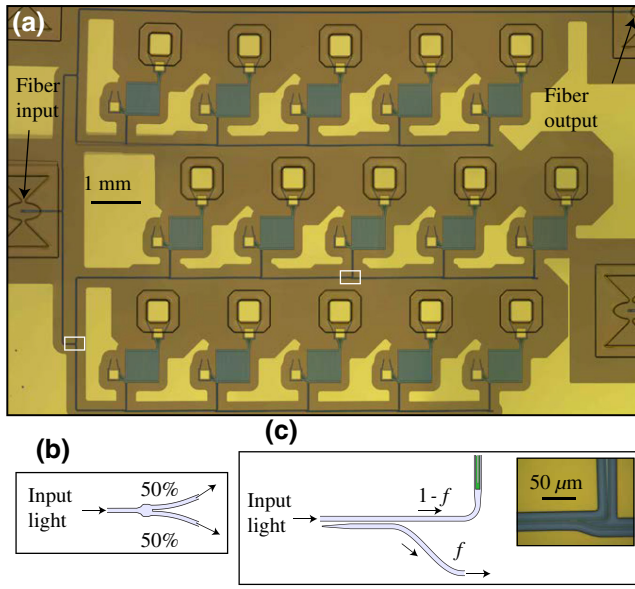 (a)
Fiber
input
Fiber
output
1 mm
(b)
Input
light
50%
50%
(c)
Input
light
1 - f
f
50 μm